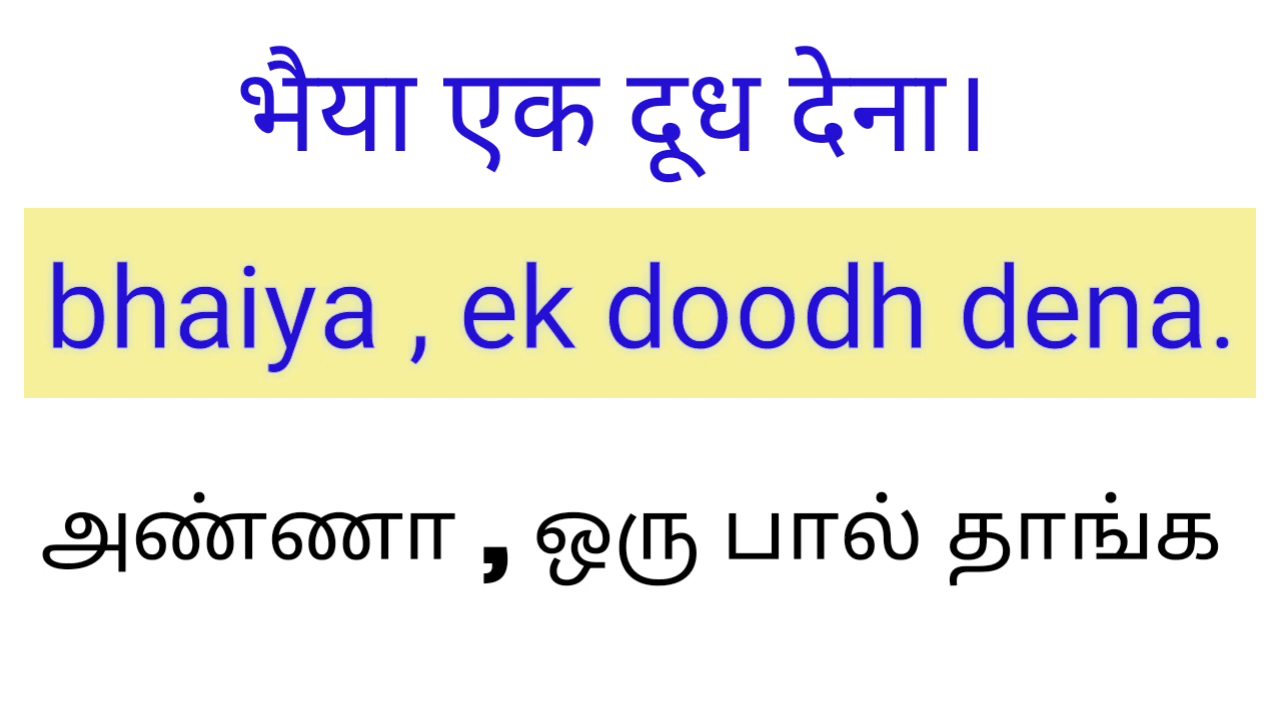 भैया एक दूध देना।
bhaiya , ek doodh dena.
அண்ணா , ஒரு பால் தாங்க